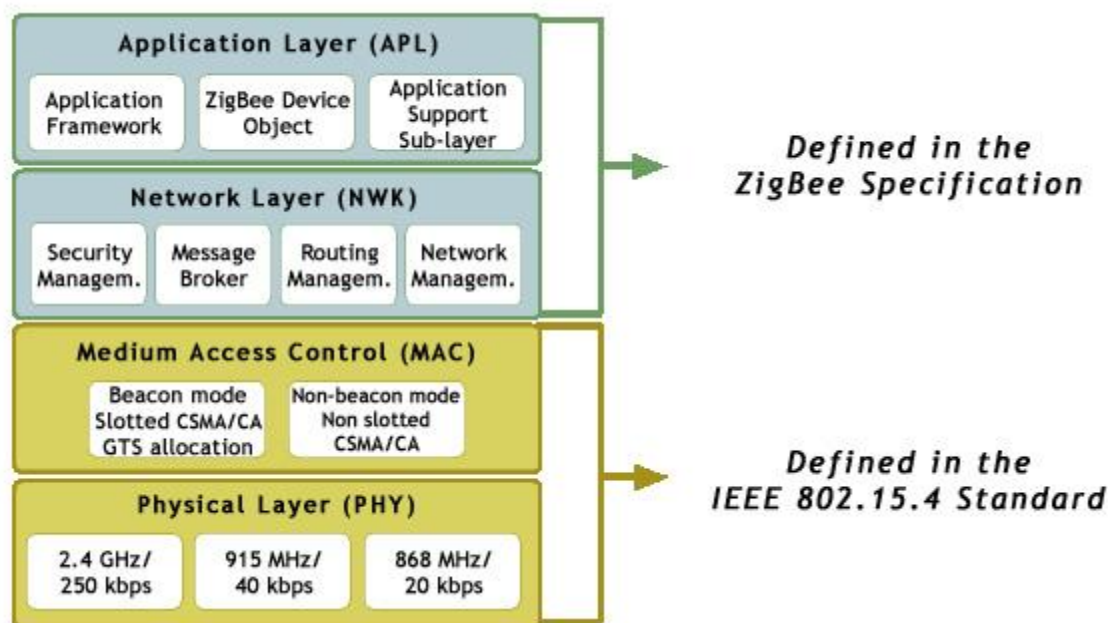 Application Layer (APL)
Application
Framework
ZigBee Device
Object
Application
Support
Sub-layer
Defined in the
ZigBee Specification
Network Layer (NWK)
Security
Managem.
Message
Broker
Routing
Managem.
Network
Managem.
Medium Access Control (MAC)
Beacon mode
Slotted CSMA/CA
GTS allocation
Non-beacon mode
Non slotted
CSMA/CA
Defined in the
IEEE 802.15.4 Standard
Physical Layer (PHY)
2.4 GHz/
250 kbps
915 MHz/
40 kbps
868 MHz/
20 kbps